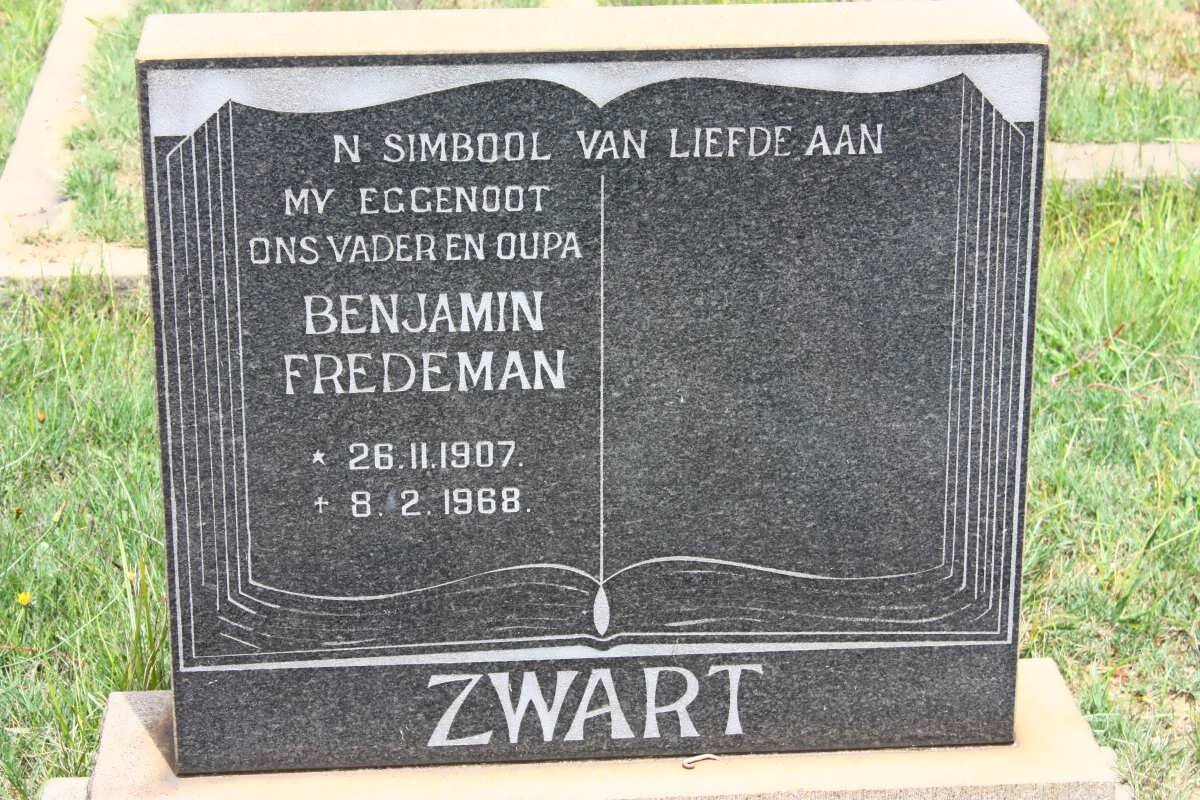 N SIMBOOL VAN LIEFDE AAN
MY EGGENOOT
ONS VADER EN OUPA
BENJAMIN
FREDEMAN
* 26.11.1907.
† 8.2.1968.
ZWART